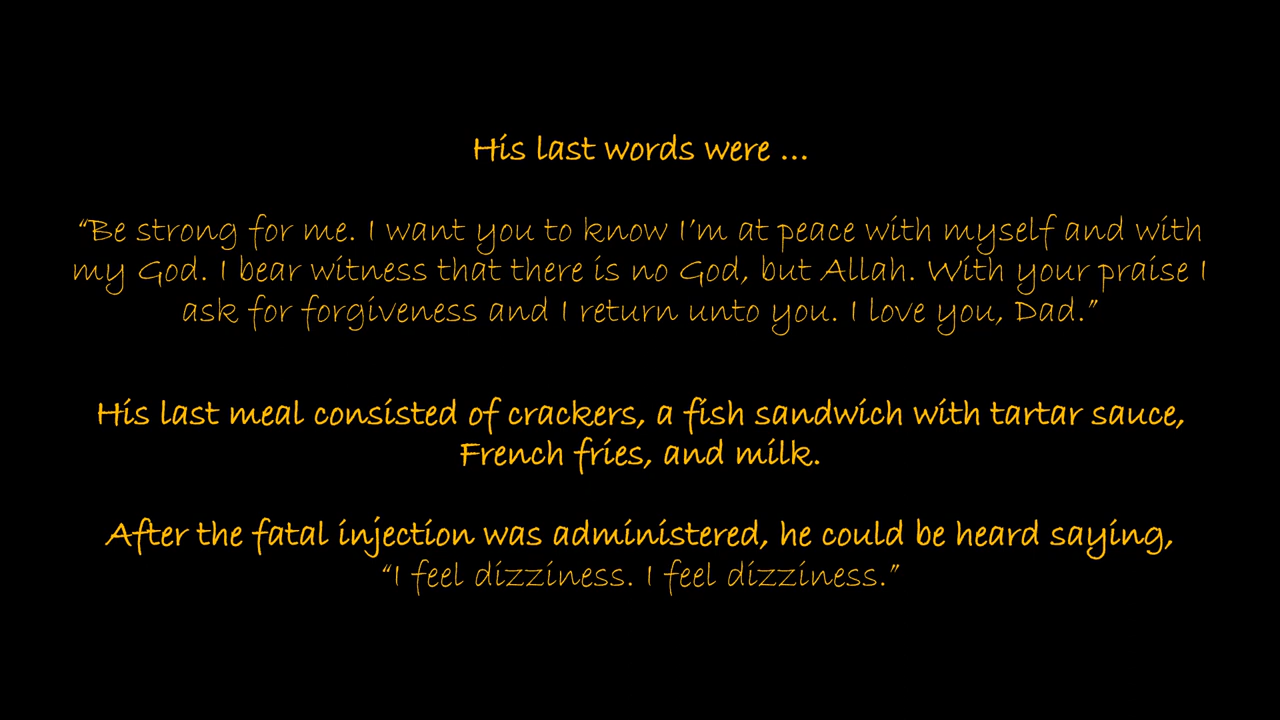 His last words were ...
“Be strong for me. I want you to know I’m at peace with myself and with
my God. I bear witness that there is no God, but Allah. With your praise I
ask for forgiveness and I return unto you. I love you, Dad.”
His last meal consisted of crackers, a fish sandwich with tartar sauce,
French fries, and milk.
After the fatal injection was administered, he could be heard saying,
“I feel dizziness. I feel dizziness.”